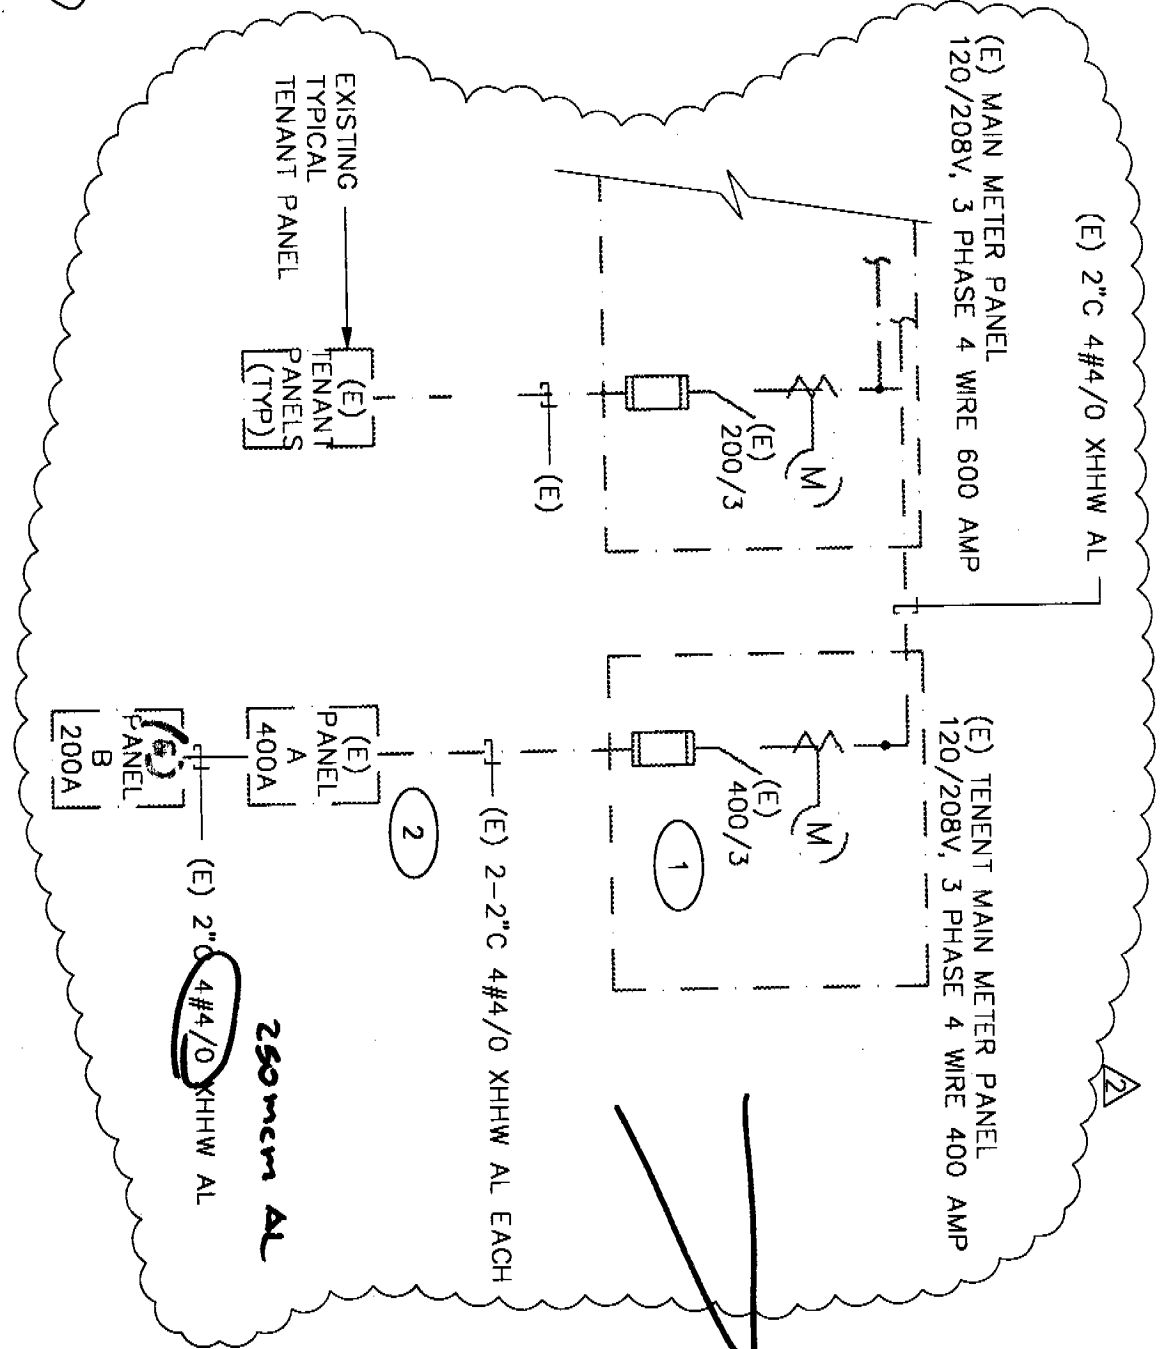 (E) 2"C 4#4/0 XHHW AL
(E) MAIN METER PANEL
120/208V, 3 PHASE 4 WIRE 600 AMP
(E) TENENT MAIN METER PANEL
120/208V, 3 PHASE 4 WIRE 400 AMP
2
M
(E)
200/3
M
(E)
400/3
1
(E)
(E) 2-2"C 4#4/0 XHHW AL EACH
2
EXISTING
TYPICAL
TENANT PANEL
(E)
TENANT
PANELS
(TYP)
(E)
PANEL
A
400A
(E)
PANEL
B
200A
(E) 2"C 4#4/0 XHHW AL
250 mcm AL